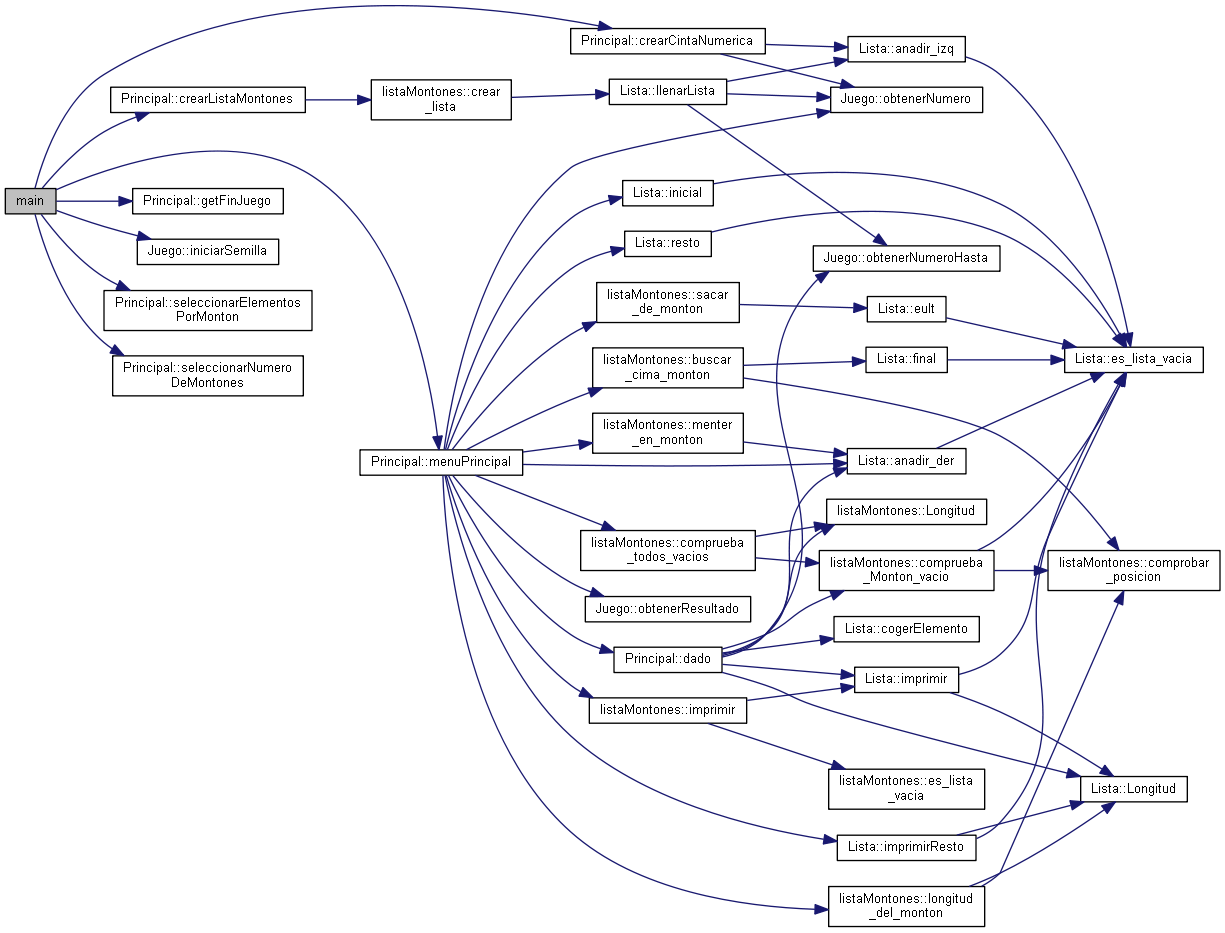 main
Principal::crearCintaNumerica
Lista::anadir_izq
Principal::crearListaMontones
listaMontones::crear
_lista
Lista::llenarLista
Juego::obtenerNumero
Principal::getFinJuego
Lista::inicial
Juego::iniciarSemilla
Lista::resto
Juego::obtenerNumeroHasta
Principal::seleccionarElementos
PorMonton
listaMontones::sacar
_de_monton
Lista::eult
Principal::seleccionarNumero
DeMontones
listaMontones::buscar
_cima_monton
Lista::final
Lista::es_lista_vacia
listaMontones::menter
_en_monton
Principal::menuPrincipal
Lista::anadir_der
listaMontones::Longitud
listaMontones::comprueba
_todos_vacios
listaMontones::comprueba
_Monton_vacio
listaMontones::comprobar
_posicion
Juego::obtenerResultado
Lista::cogerElemento
Principal::dado
Lista::imprimir
listaMontones::imprimir
listaMontones::es_lista
_vacia
Lista::Longitud
Lista::imprimirResto
listaMontones::longitud
_del_monton